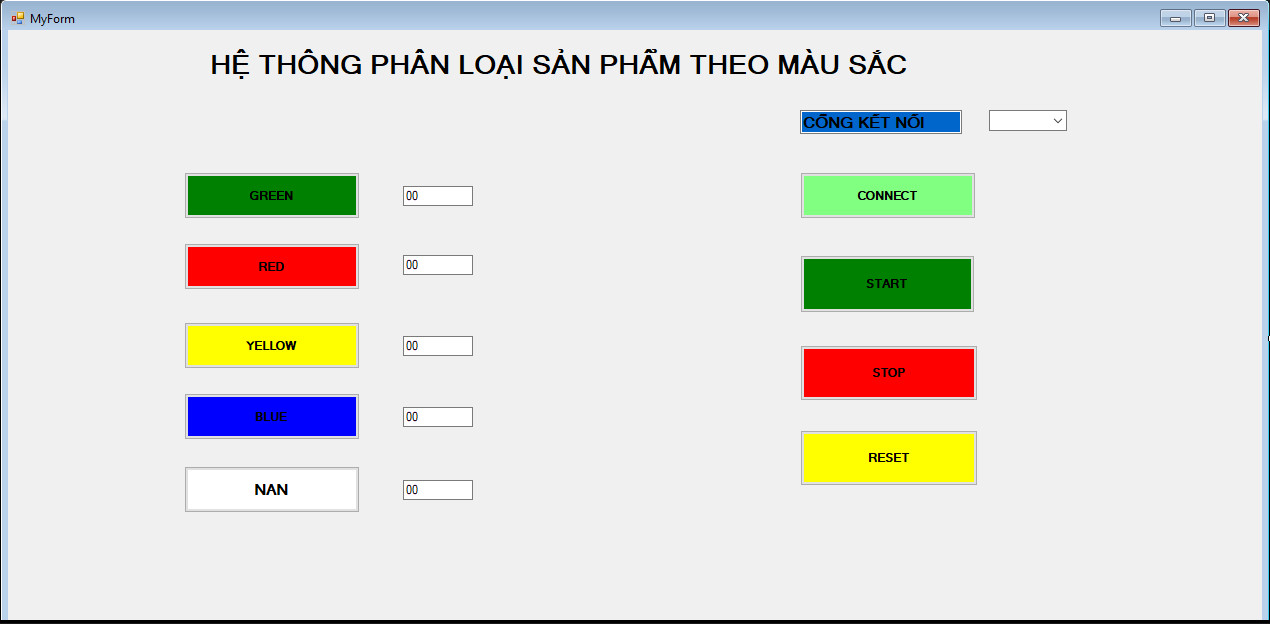 MyForm
HỆ THỐNG PHÂN LOẠI SẢN PHẨM THEO MÀU SẮC
CỔNG KẾT NỐI
GREEN 00
CONNECT
RED 00
START
YELLOW 00
STOP
BLUE 00
RESET
NAN 00